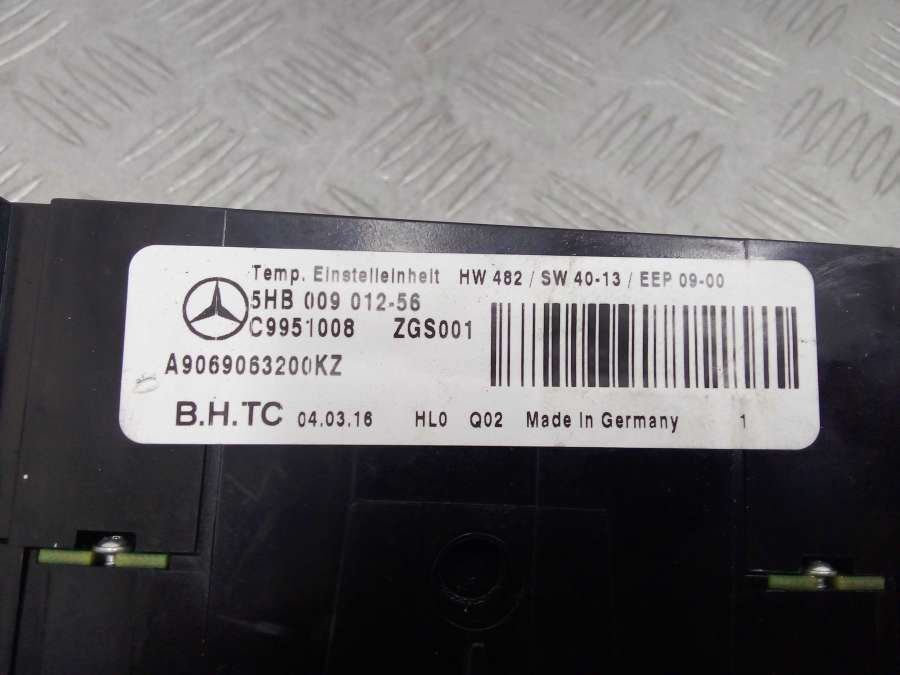 Temp. Einstelleinheit HW 482 / SW 40-13 / EEP 09-00
5HB 009 012-56
C9951008 ZGS001
A9069063200KZ
B.H.TC 04.03.16 HL0 Q02 Made in Germany 1